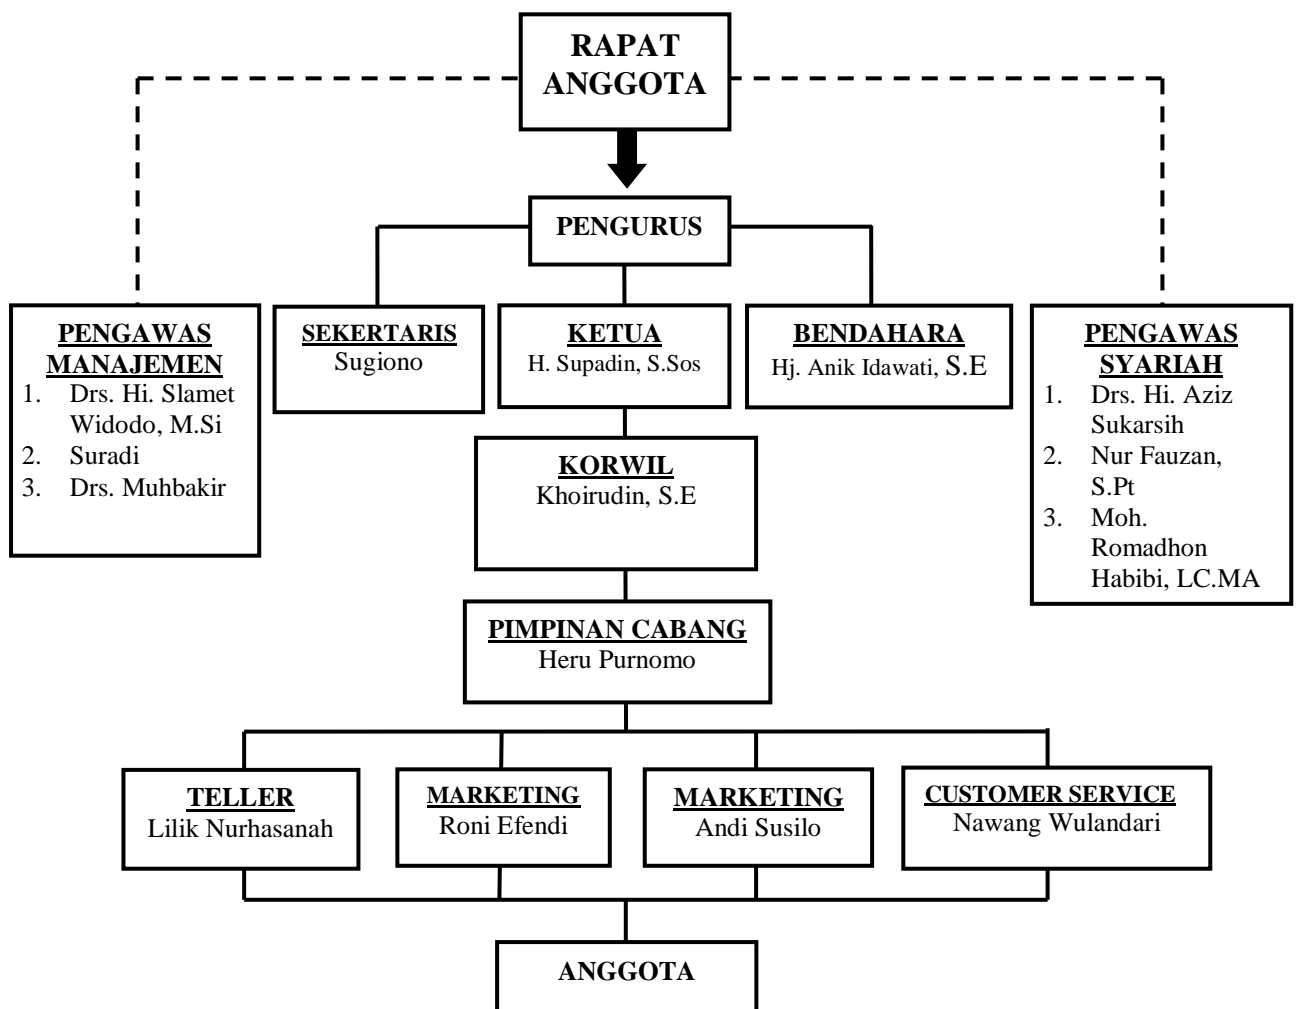 RAPAT
ANGGOTA
PENGURUS
PENGAWAS
MANAJEMEN
1. Drs. Hi. Slamet
Widodo, M.Si
2. Suradi
3. Drs. Muhbakir
SEKERTARIS
Sugiono
KETUA
H. Supadin, S.Sos
BENDAHARA
Hj. Anik Idawati, S.E
PENGAWAS
SYARIAH
1. Drs. Hi. Aziz
Sukarsih
2. Nur Fauzan,
S.Pt
3. Moh.
Romadhon
Habibi, LC.MA
KORWIL
Khoirudin, S.E
PIMPINAN CABANG
Heru Purnomo
TELLER
Lilik Nurhasanah
MARKETING
Roni Efendi
MARKETING
Andi Susilo
CUSTOMER SERVICE
Nawang Wulandari
ANGGOTA